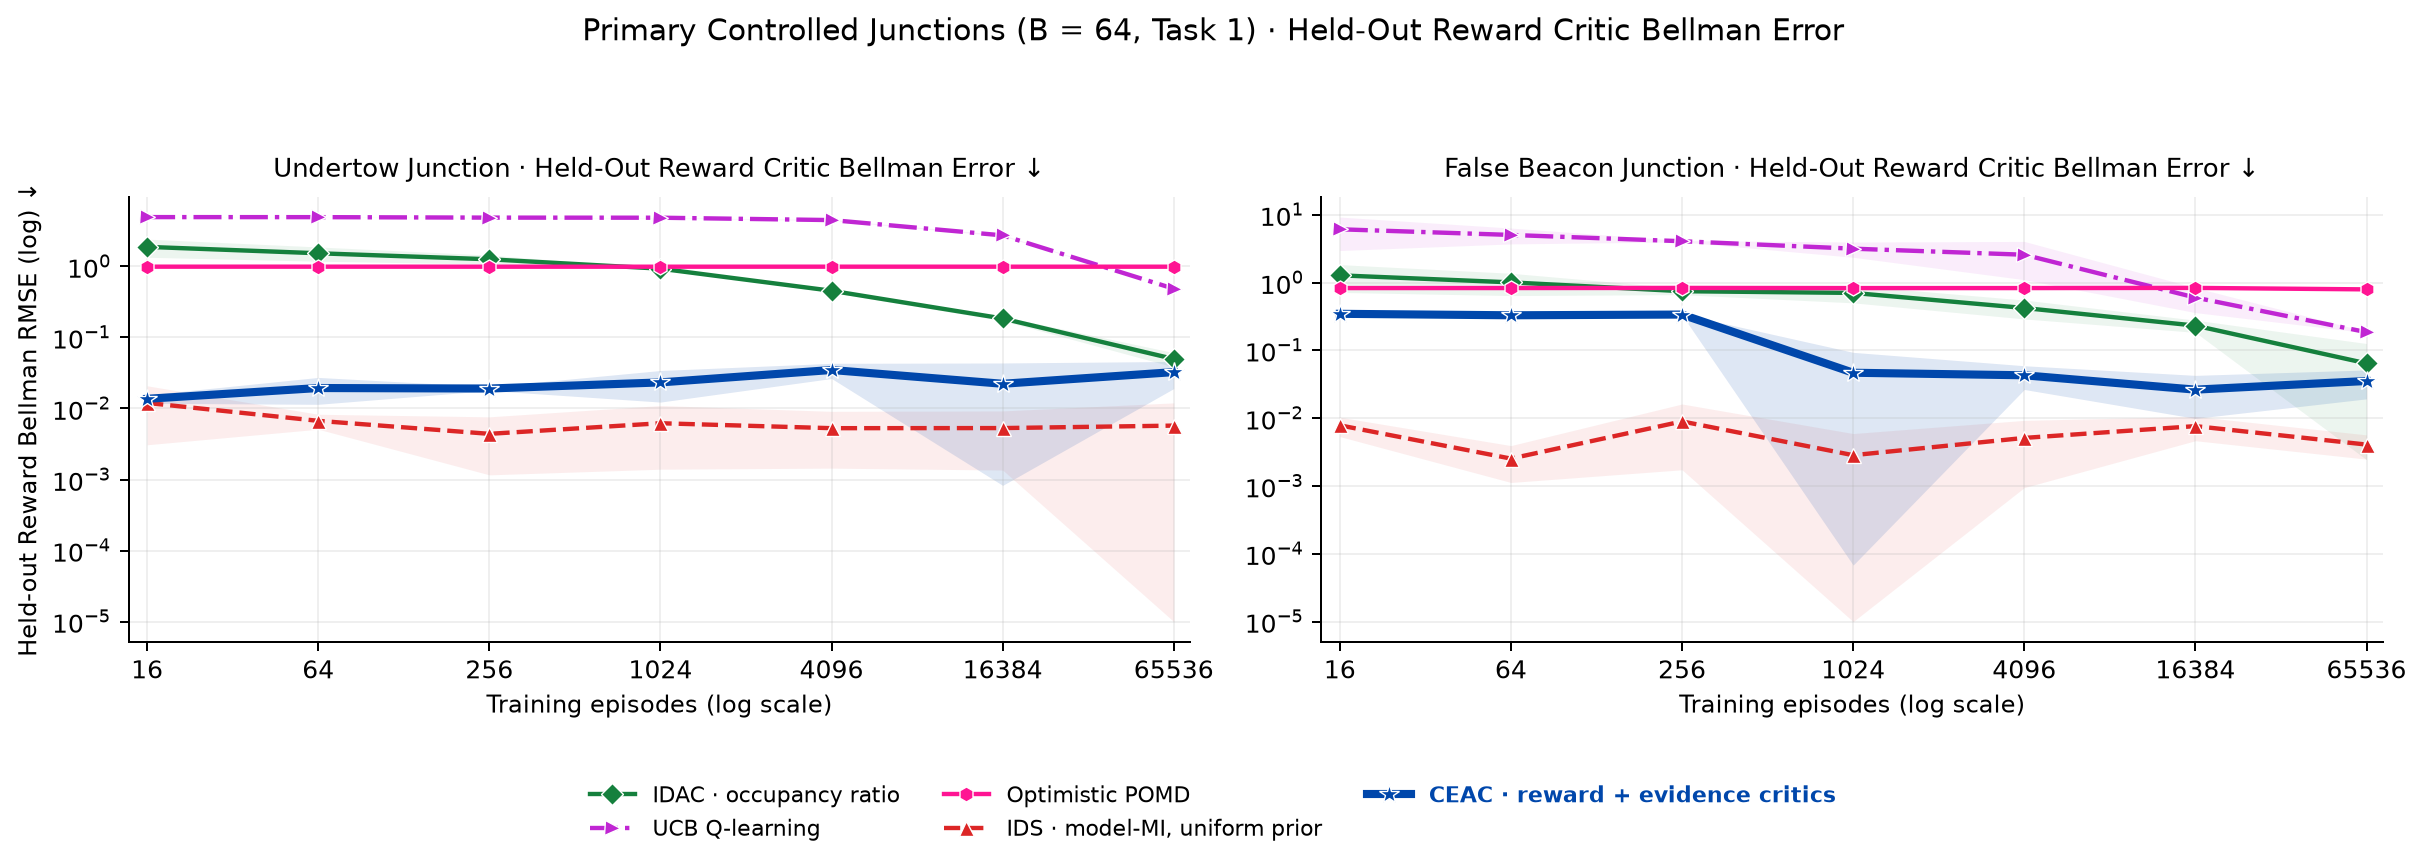 Primary Controlled Junctions (B = 64, Task 1) · Held-Out Reward Critic Bellman Error
Undertow Junction · Held-Out Reward Critic Bellman Error ↓
Held-out Reward Bellman RMSE (log) ↓
10⁰
10⁻¹
10⁻²
10⁻³
10⁻⁴
10⁻⁵
16 64 256 1024 4096 16384 65536
Training episodes (log scale)
False Beacon Junction · Held-Out Reward Critic Bellman Error ↓
10¹
10⁰
10⁻¹
10⁻²
10⁻³
10⁻⁴
10⁻⁵
16 64 256 1024 4096 16384 65536
Training episodes (log scale)
IDAC · occupancy ratio
UCB Q-learning
Optimistic POMD
IDS · model-MI, uniform prior
CEAC · reward + evidence critics